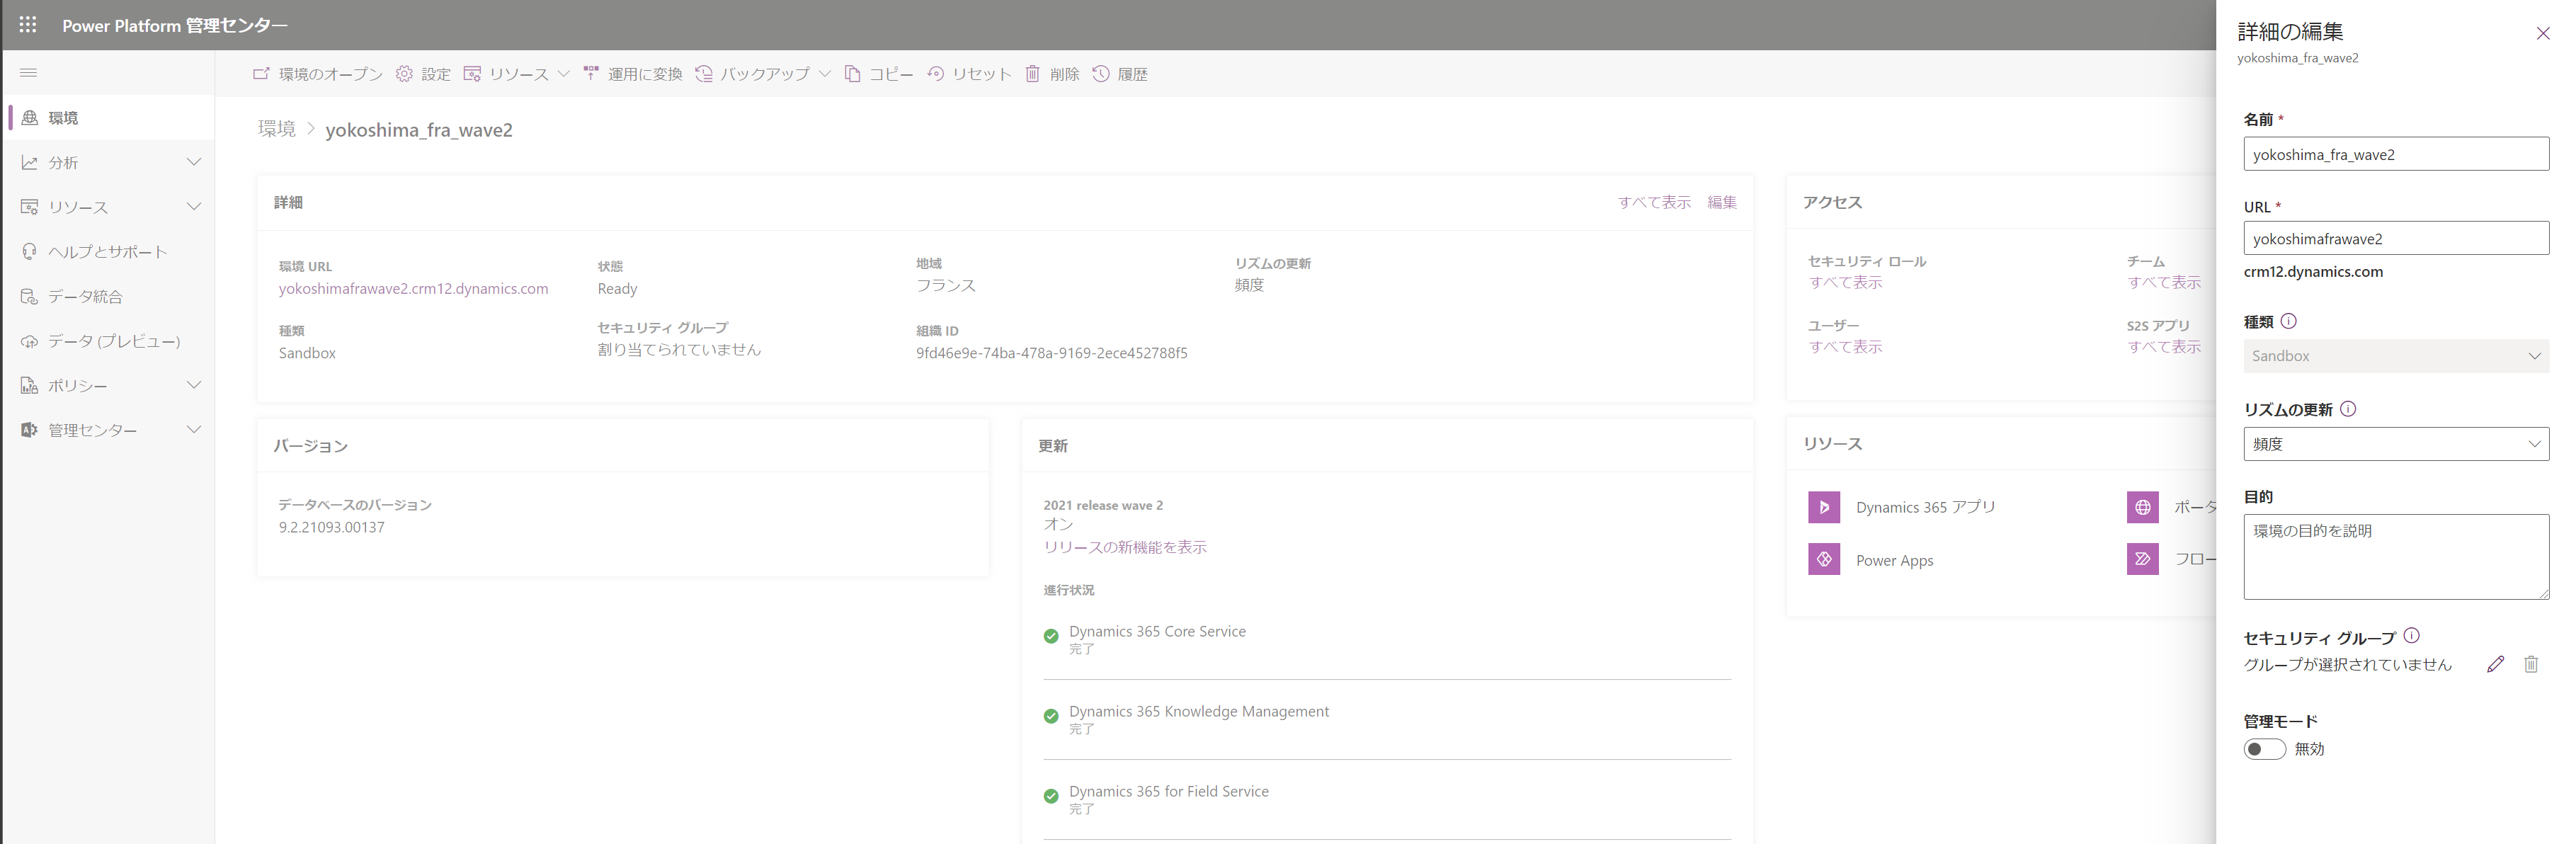 Power Platform 管理センター
環境のオープン 設定 リソース 運用に変換 バックアップ コピー リセット 削除 履歴
環境
分析
リソース
ヘルプとサポート
データ統合
データ (プレビュー)
ポリシー
管理センター
環境 > yokoshima_fra_wave2
詳細 すべて表示 編集
環境 URL
yokoshimafrawave2.crm12.dynamics.com
状態
Ready
地域
フランス
リズムの更新
頻度
種類
Sandbox
セキュリティ グループ
割り当てられていません
組織 ID
9fd46e9e-74ba-478a-9169-2ece452788f5
バージョン
データベースのバージョン
9.2.21093.00137
更新
2021 release wave 2
オン
リリースの新機能を表示
進行状況
Dynamics 365 Core Service
完了
Dynamics 365 Knowledge Management
完了
Dynamics 365 for Field Service
完了
アクセス
セキュリティ ロール
すべて表示
チーム
すべて表示
ユーザー
すべて表示
S2S アプリ
すべて表示
リソース
Dynamics 365 アプリ
ポータ
Power Apps
フロー
詳細の編集
yokoshima_fra_wave2
名前 *
yokoshima_fra_wave2
URL *
yokoshimafrawave2
crm12.dynamics.com
種類
Sandbox
リズムの更新
頻度
目的
環境の目的を説明
セキュリティ グループ
グループが選択されていません
管理モード
無効